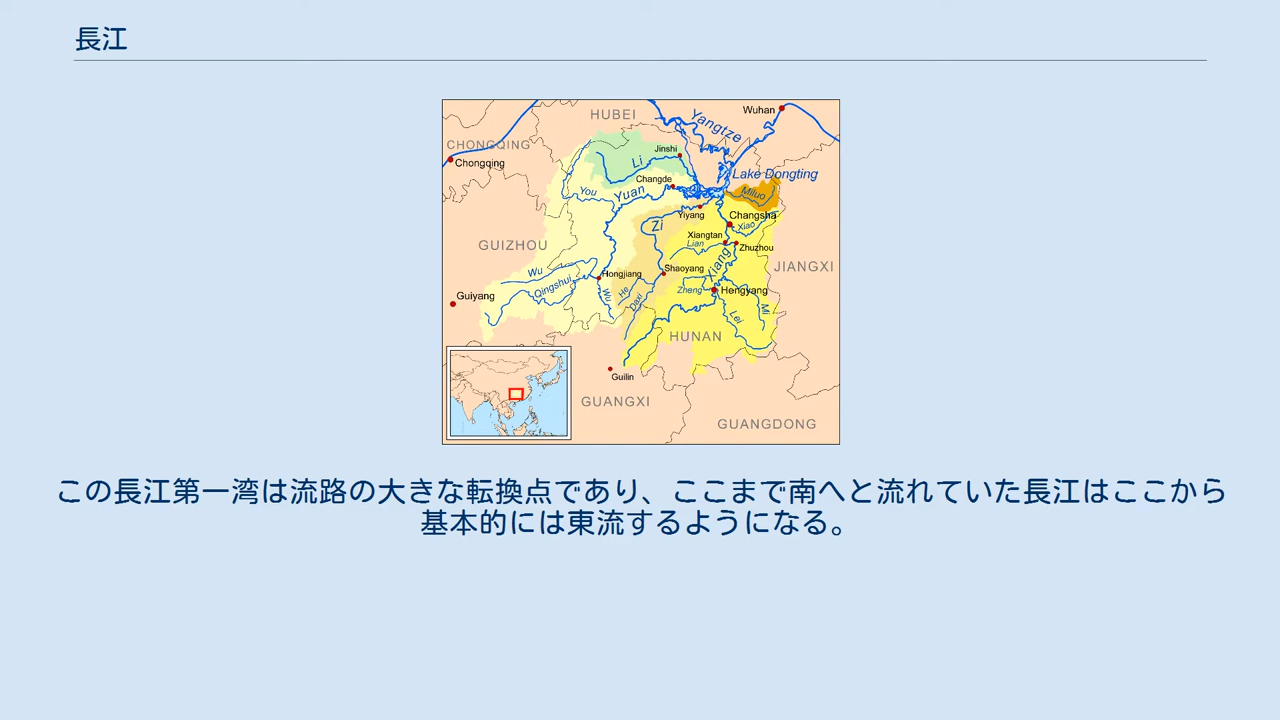 長江
HUBEI
Wuhan
Yangtze
CHONGQING
Chongqing
Jinshi
Li
Lake Dongting
Changde
You
Yuan
Miluo
Yiyang
Changsha
Zi
Xiao
Xiangtan
Lian
Zhuzhou
GUIZHOU
Xiang
JIANGXI
Wu
Hongjiang
Shaoyang
Qingshui
Wu
He
Daxi
Zheng
Hengyang
Guiyang
Lei
Mi
HUNAN
Guilin
GUANGXI
GUANGDONG
この長江第一湾は流路の大きな転換点であり、ここまで南へと流れていた長江はここから
基本的には東流するようになる。